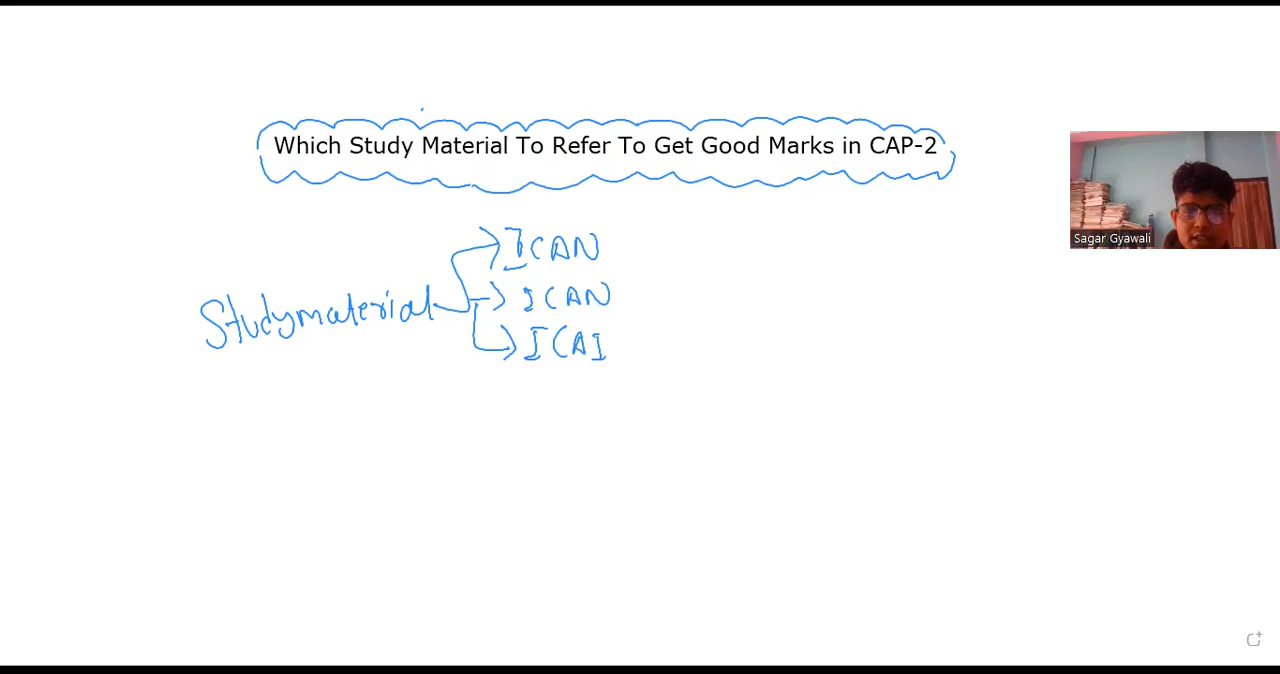 Which Study Material To Refer To Get Good Marks in CAP-2
Sagar Gyawali
ICAN
Studymaterial
ICAN
ICAI